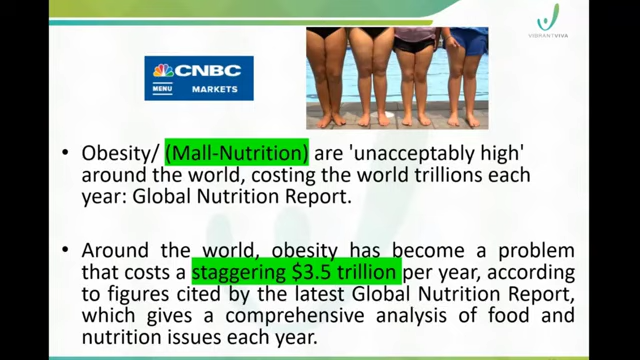 VIBRANTVIVA
CNBC
MENU MARKETS
• Obesity/ (Mall-Nutrition) are 'unacceptably high'
around the world, costing the world trillions each
year: Global Nutrition Report.
• Around the world, obesity has become a problem
that costs a staggering $3.5 trillion per year, according
to figures cited by the latest Global Nutrition Report,
which gives a comprehensive analysis of food and
nutrition issues each year.